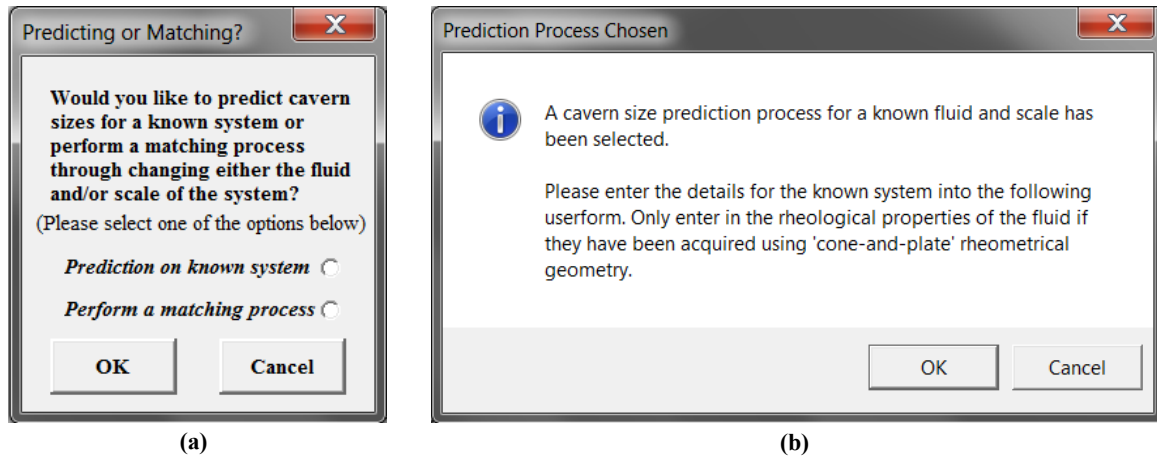 Predicting or Matching?
Would you like to predict cavern
sizes for a known system or
perform a matching process
through changing either the fluid
and/or scale of the system?
(Please select one of the options below)
Prediction on known system
Perform a matching process
OK
Cancel
(a)
Prediction Process Chosen
A cavern size prediction process for a known fluid and scale has
been selected.
Please enter the details for the known system into the following
userform. Only enter in the rheological properties of the fluid if
they have been acquired using 'cone-and-plate' rheometrical
geometry.
OK
Cancel
(b)